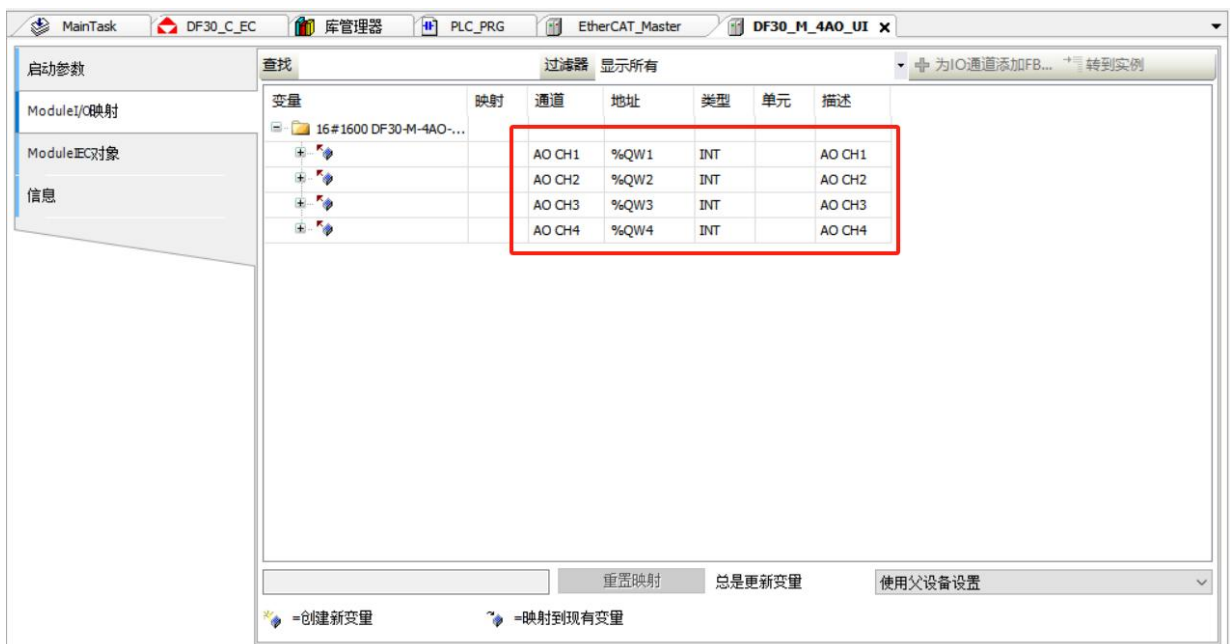 MainTask DF30_C_EC 库管理器 PLC_PRG EtherCAT_Master DF30_M_4AO_UI X
启动参数
ModuleI/O映射
ModuleIEC对象
信息
查找 过滤器 显示所有 为IO通道添加FB... 转到实例
变量 映射 通道 地址 类型 单元 描述
16#1600 DF30-M-4AO-...
AO CH1 %QW1 INT AO CH1
AO CH2 %QW2 INT AO CH2
AO CH3 %QW3 INT AO CH3
AO CH4 %QW4 INT AO CH4
重置映射 总是更新变量 使用父设备设置
=创建新变量 =映射到现有变量